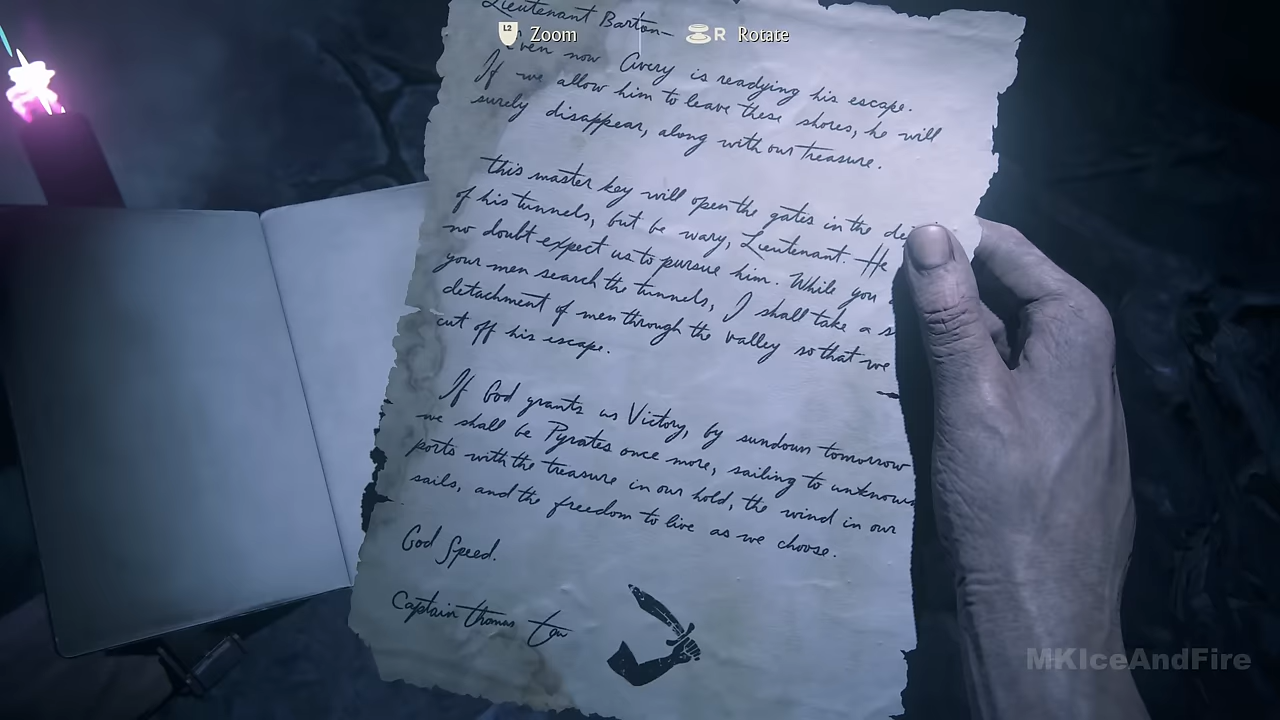 Lieutenant Barton—
L2 Zoom R Rotate
Even now Avery is readying his escape.
If we allow him to leave these shores, he will
surely disappear, along with our treasure.
this master key will open the gates in the
of his tunnels, but be wary, Lieutenant. He
no doubt expect us to pursue him. While you
your men search the tunnels, I shall take a
detachment of men through the valley so that we
cut off his escape.
If God grants us Victory, by sundown tomorrow
we shall be Pyrates once more, sailing to unknown
ports with the treasure in our hold, the wind in our
sails, and the freedom to live as we choose.
God Speed.
Captain thomas Tew
MKIceAndFire